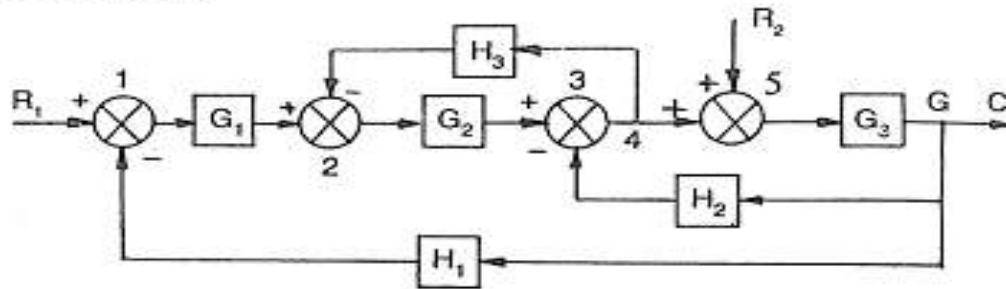 H₃
R₂
1
3
5
R₁ + − + − + + + G C
G₁ G₂ G₃
− 2 − 4
H₂
H₁